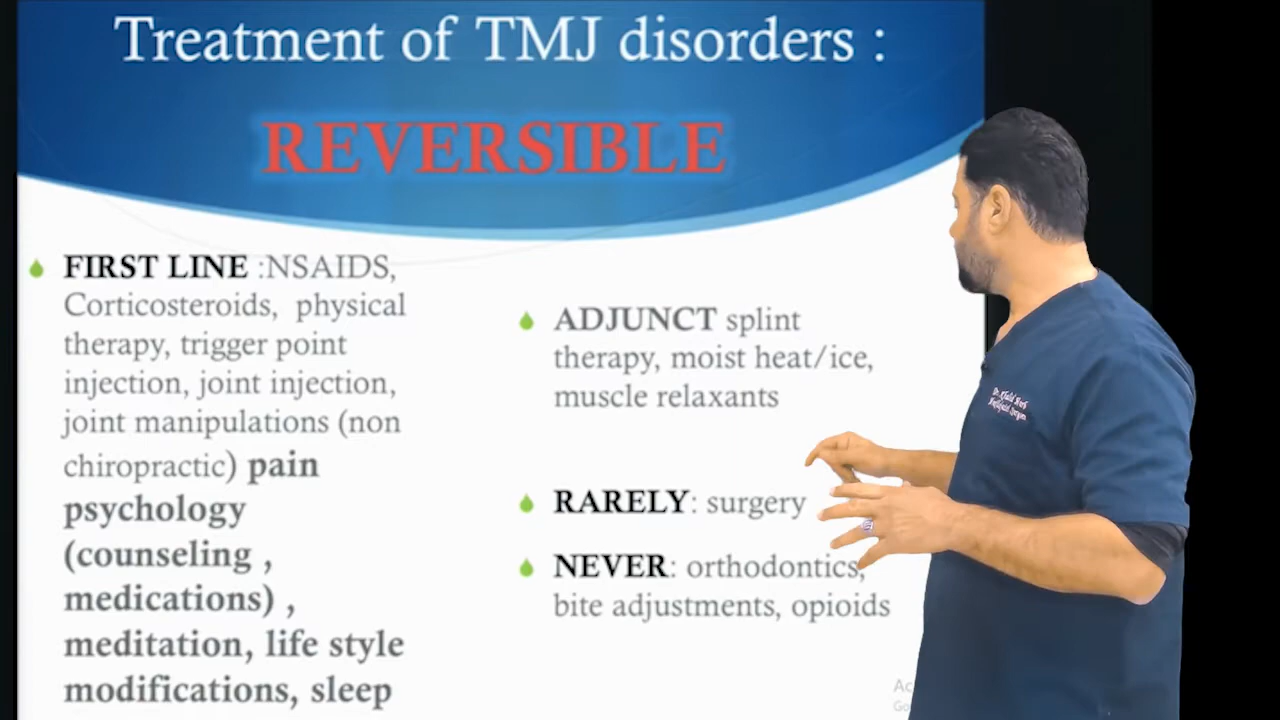 Treatment of TMJ disorders :
REVERSIBLE
FIRST LINE :NSAIDS,
Corticosteroids, physical
therapy, trigger point
injection, joint injection,
joint manipulations (non
chiropractic) pain
psychology
(counseling ,
medications) ,
meditation, life style
modifications, sleep
ADJUNCT splint
therapy, moist heat/ice,
muscle relaxants
RARELY: surgery
NEVER: orthodontics,
bite adjustments, opioids